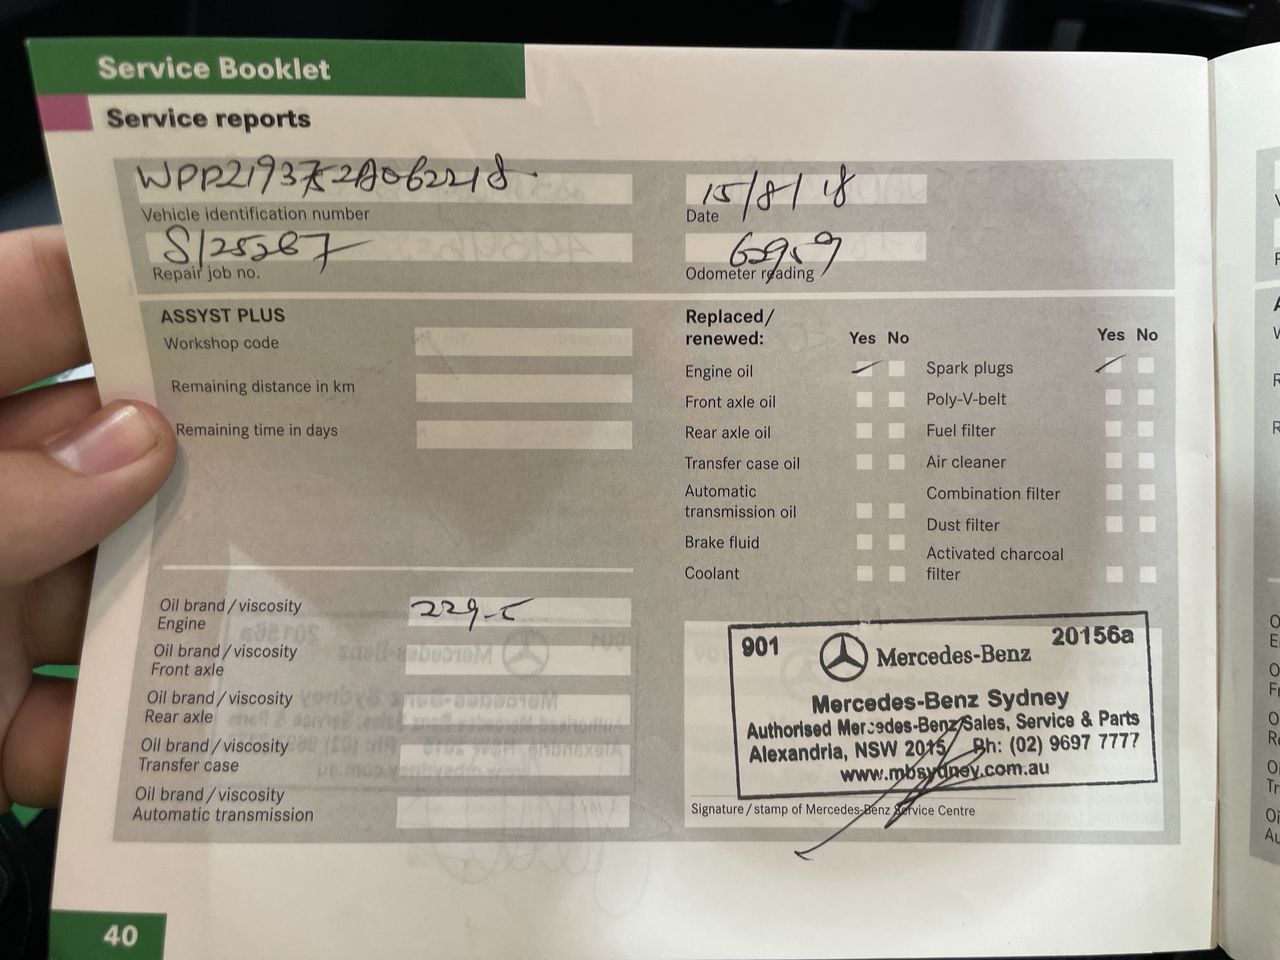 Service Booklet
Service reports
WPP2193752A062218
Vehicle identification number
15/8/18
Date
S/25287
Repair job no.
62959
Odometer reading
ASSYST PLUS
Workshop code
Remaining distance in km
Remaining time in days
Replaced/
renewed:
Yes No
Yes No
Engine oil
Front axle oil
Rear axle oil
Transfer case oil
Automatic
transmission oil
Brake fluid
Coolant
Spark plugs
Poly-V-belt
Fuel filter
Air cleaner
Combination filter
Dust filter
Activated charcoal
filter
Oil brand/viscosity
Engine
229-5
Oil brand/viscosity
Front axle
Oil brand/viscosity
Rear axle
Oil brand/viscosity
Transfer case
Oil brand/viscosity
Automatic transmission
901 Mercedes-Benz 20156a
Mercedes-Benz Sydney
Authorised Mercedes-Benz Sales, Service & Parts
Alexandria, NSW 2015 Ph: (02) 9697 7777
www.mbsydney.com.au
Signature/stamp of Mercedes-Benz Service Centre
40